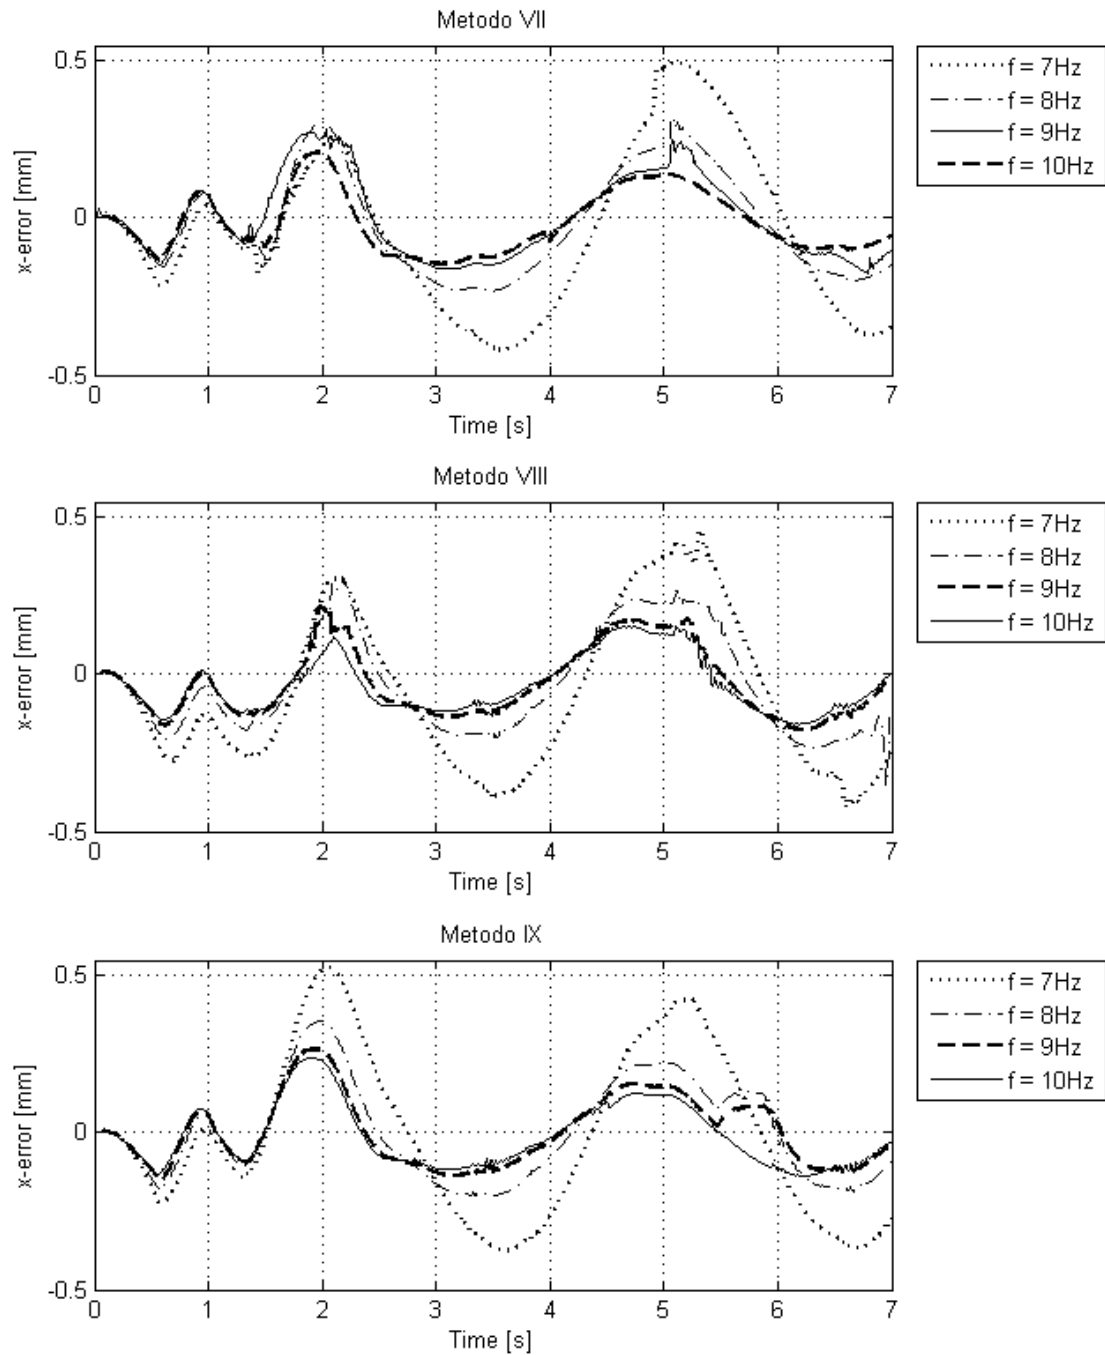 Metodo VII
0.5
0
-0.5
x-error [mm]
0 1 2 3 4 5 6 7
Time [s]
f = 7Hz
f = 8Hz
f = 9Hz
f = 10Hz
Metodo VIII
0.5
0
-0.5
x-error [mm]
0 1 2 3 4 5 6 7
Time [s]
f = 7Hz
f = 8Hz
f = 9Hz
f = 10Hz
Metodo IX
0.5
0
-0.5
x-error [mm]
0 1 2 3 4 5 6 7
Time [s]
f = 7Hz
f = 8Hz
f = 9Hz
f = 10Hz